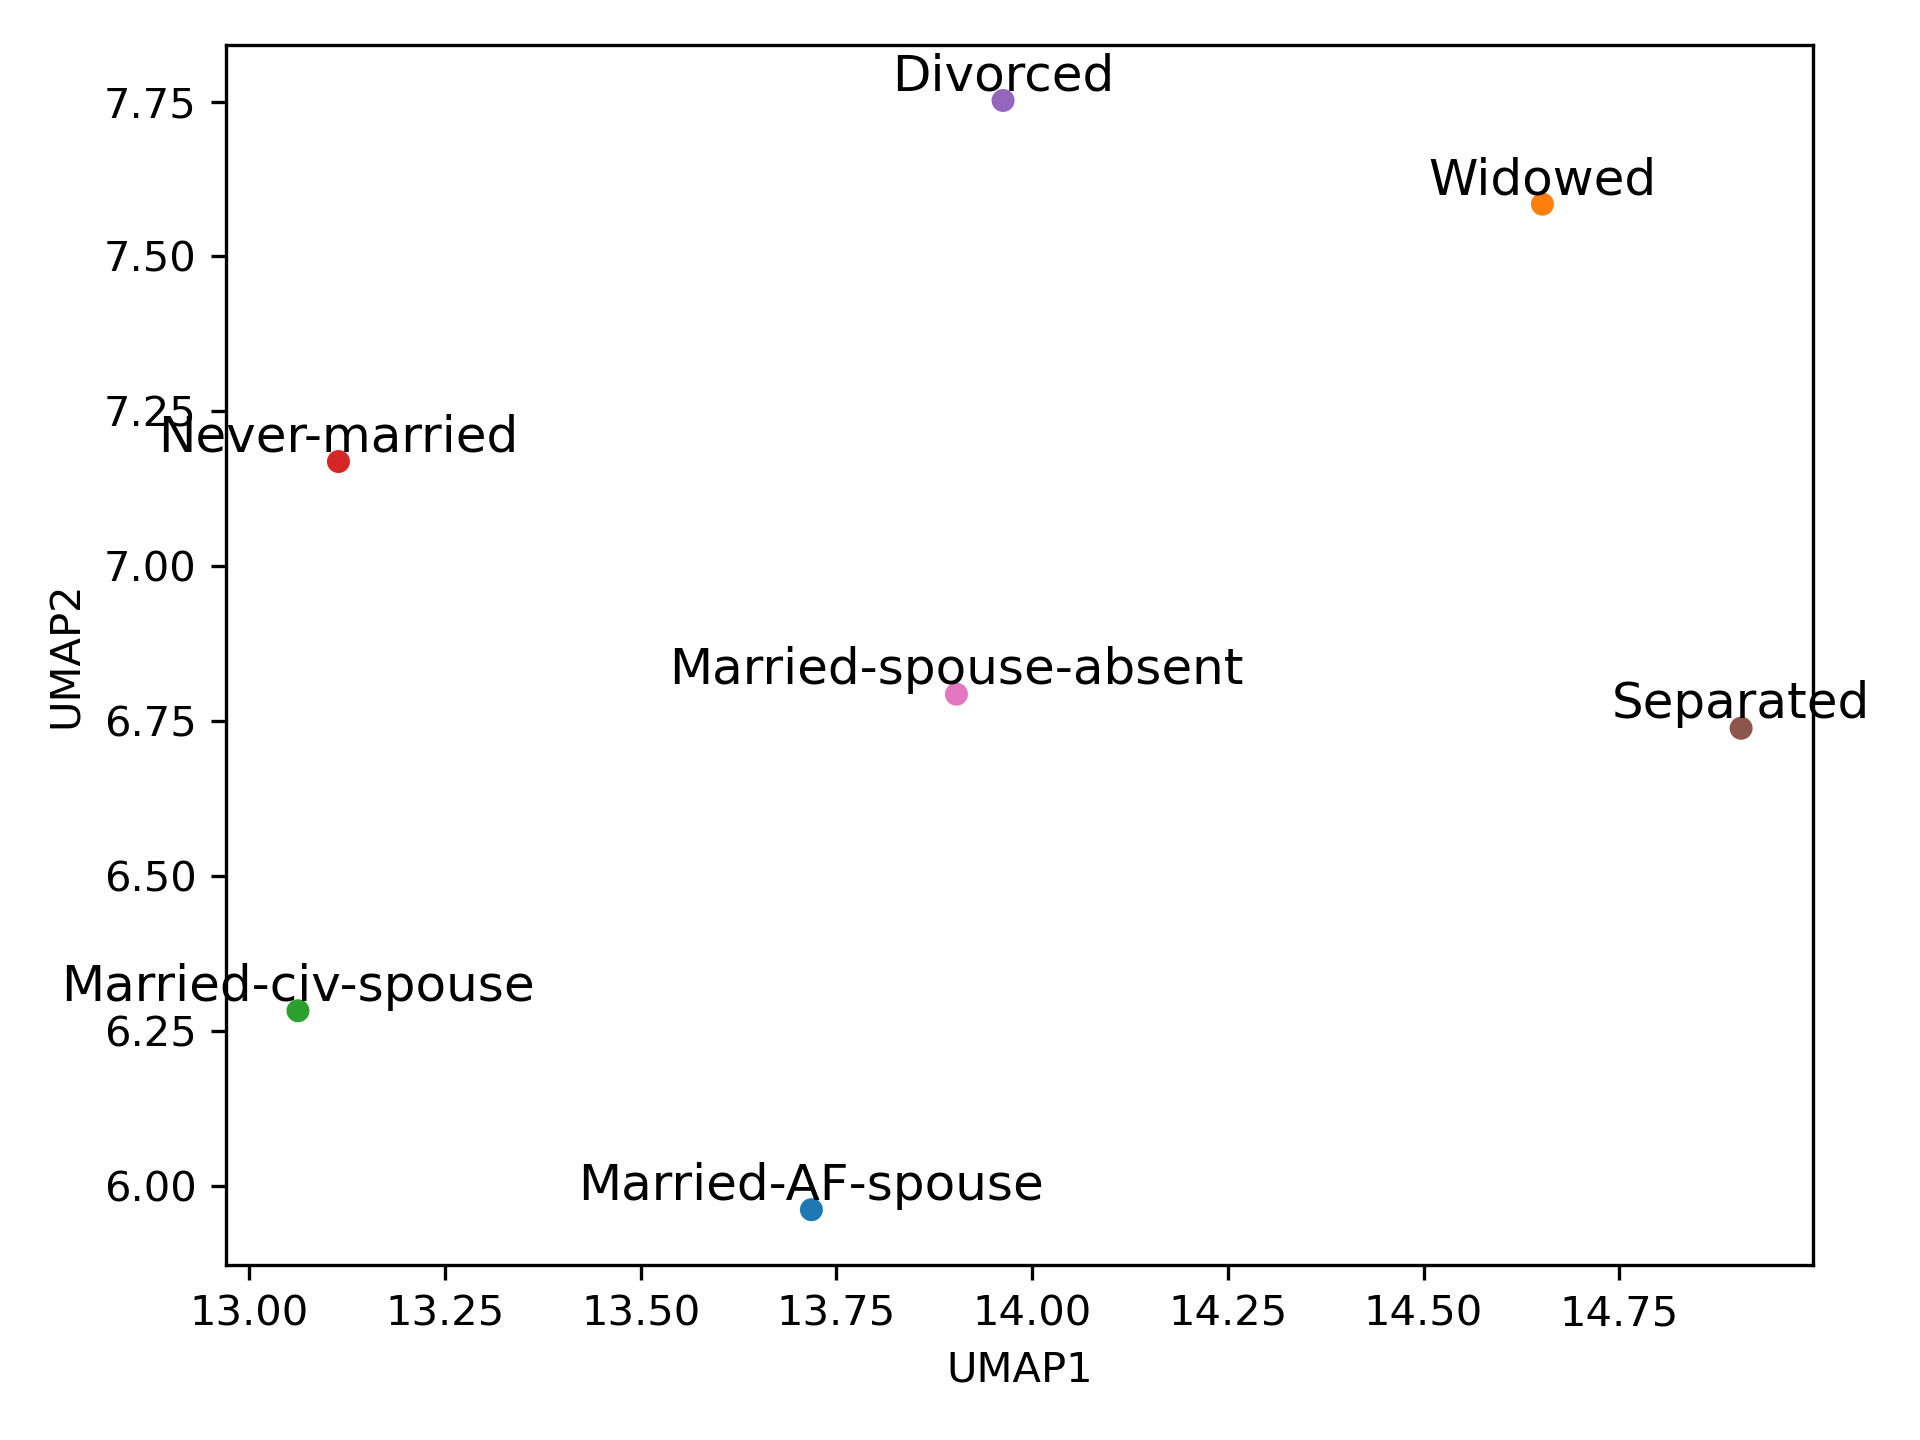 Divorced
7.75
Widowed
7.50
7.25
Never-married
7.00
UMAP2
Married-spouse-absent
Separated
6.75
6.50
Married-civ-spouse
6.25
Married-AF-spouse
6.00
13.00 13.25 13.50 13.75 14.00 14.25 14.50 14.75
UMAP1